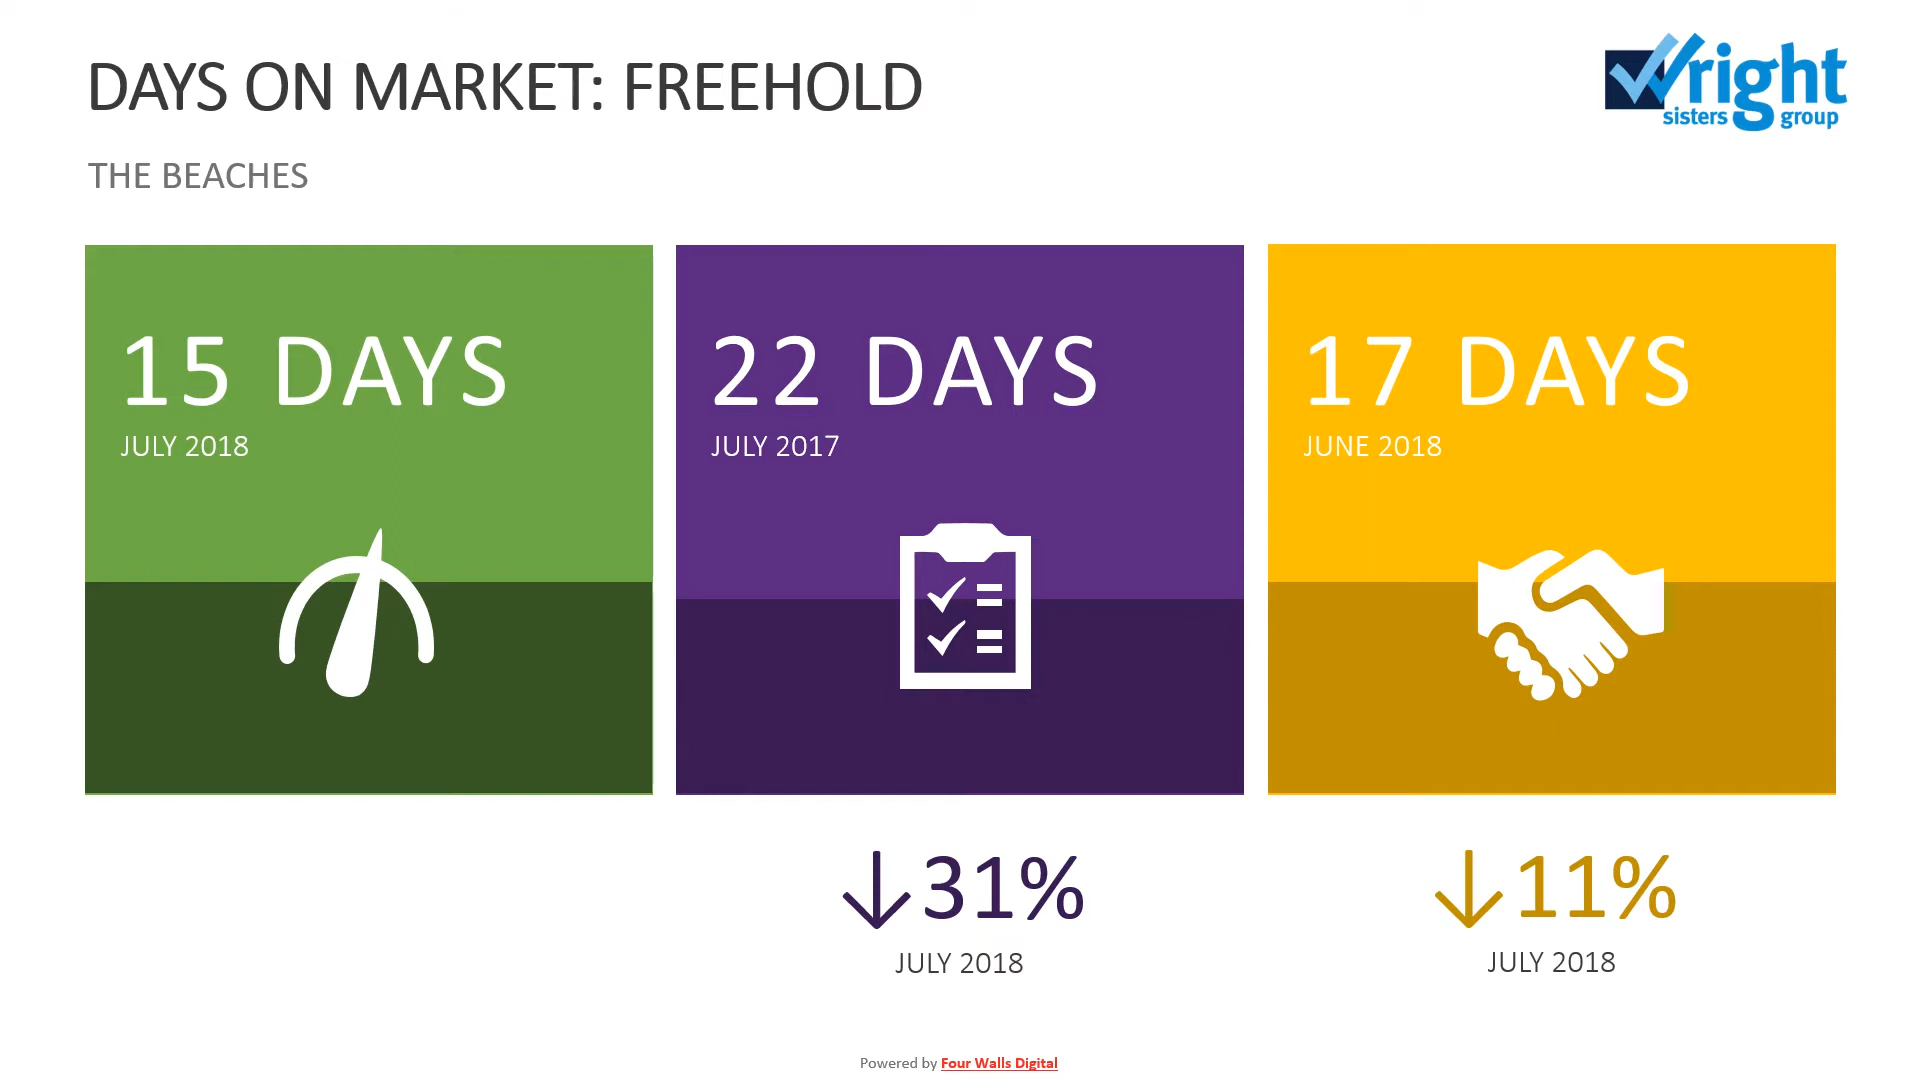 DAYS ON MARKET: FREEHOLD
Wright
sisters group
THE BEACHES
15 DAYS
JULY 2018
22 DAYS
JULY 2017
17 DAYS
JUNE 2018
↓31%
JULY 2018
↓11%
JULY 2018
Powered by Four Walls Digital